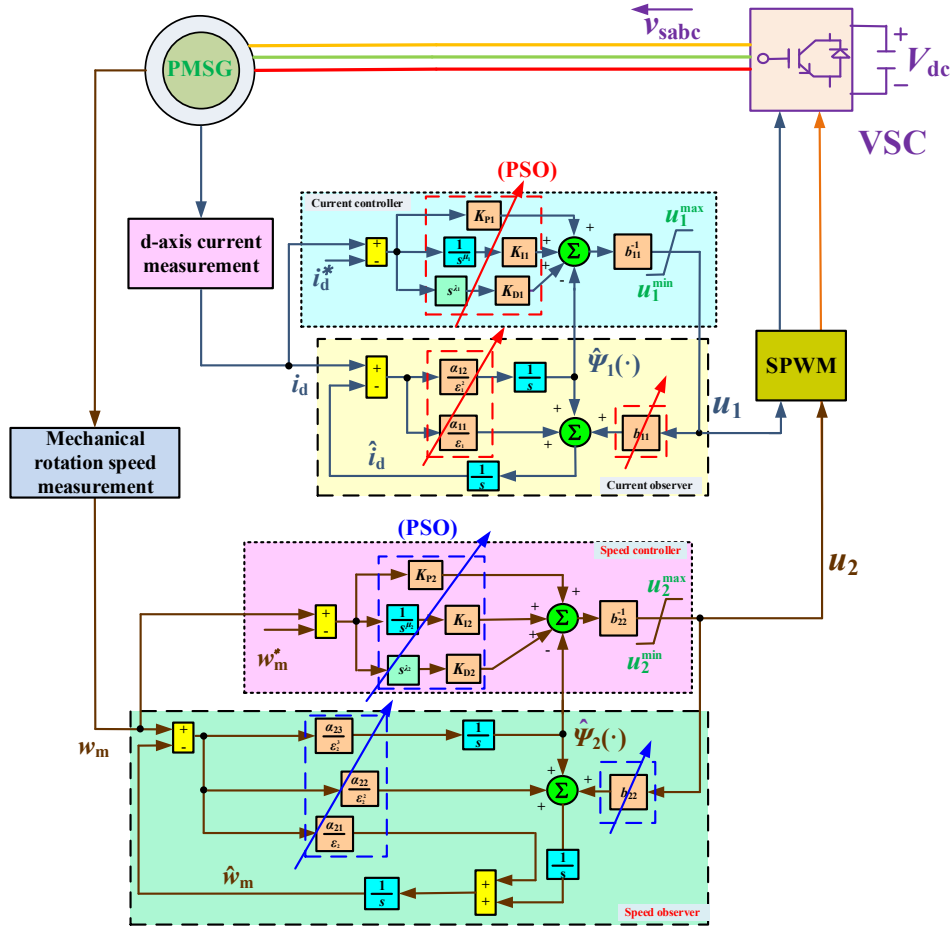 v_sabc
PMSG
+
V_dc
−
VSC
(PSO)
Current controller
d-axis current
measurement
+
-
i_d^*
K_P1
1/s^μ₁
K_I1
s^λ₁
K_D1
+
+
+
-
Σ
b_11^-1
u_1^max
u_1^min
SPWM
i_d
+
-
α_12/ε_1^2
1/s
Ψ̂_1(·)
α_11/ε_1
+
+
+
Σ
b_11
u_1
î_d
1/s
Current observer
Mechanical
rotation speed
measurement
(PSO)
Speed controller
+
-
w_m^*
K_P2
1/s^μ₂
K_I2
s^λ₂
K_D2
+
+
+
-
Σ
b_22^-1
u_2^max
u_2^min
u_2
w_m
+
-
α_23/ε_2^3
1/s
Ψ̂_2(·)
α_22/ε_2^2
+
+
+
Σ
b_22
α_21/ε_2
1/s
ŵ_m
1/s
+
+
Speed observer